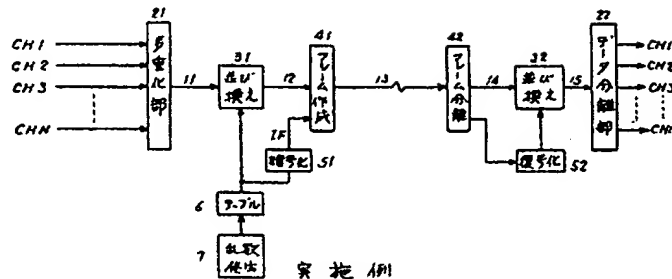 CH1
CH2
CH3
CHN
21
多重化部
11
31
並び換え
12
41
フレーム作成
13
42
フレーム分離
14
32
並び換え
15
22
データ分離部
CH1
CH2
CH3
CHN
IF
暗号化
51
復号化
52
6
テーブル
7
乱数
実施例